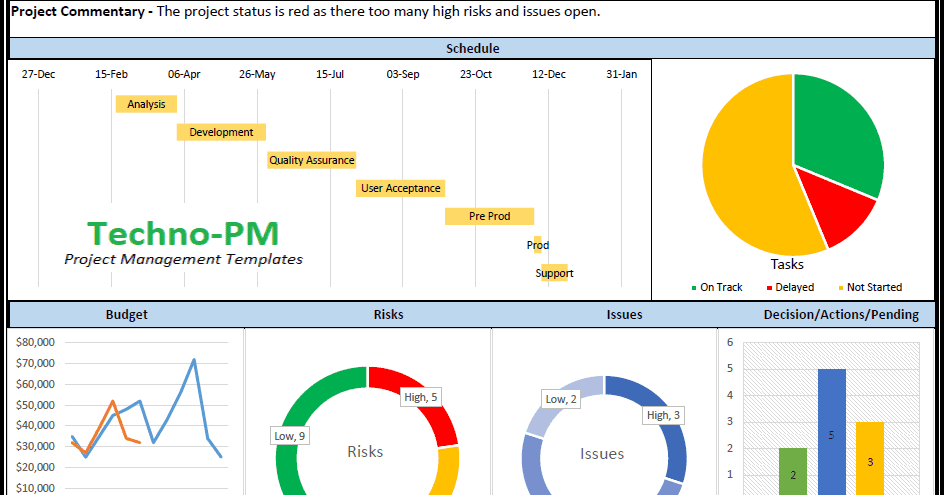 Project Commentary - The project status is red as there too many high risks and issues open.
Schedule
27-Dec 15-Feb 06-Apr 26-May 15-Jul 03-Sep 23-Oct 12-Dec 31-Jan
Analysis
Development
Quality Assurance
User Acceptance
Pre Prod
Prod
Support
Techno-PM
Project Management Templates
Tasks
On Track Delayed Not Started
Budget Risks Issues Decision/Actions/Pending
$80,000
$70,000
$60,000
$50,000
$40,000
$30,000
$20,000
$10,000
High, 5
Low, 9
Risks
Low, 2
High, 3
Issues
6
5
4
3
2
1
2
5
3